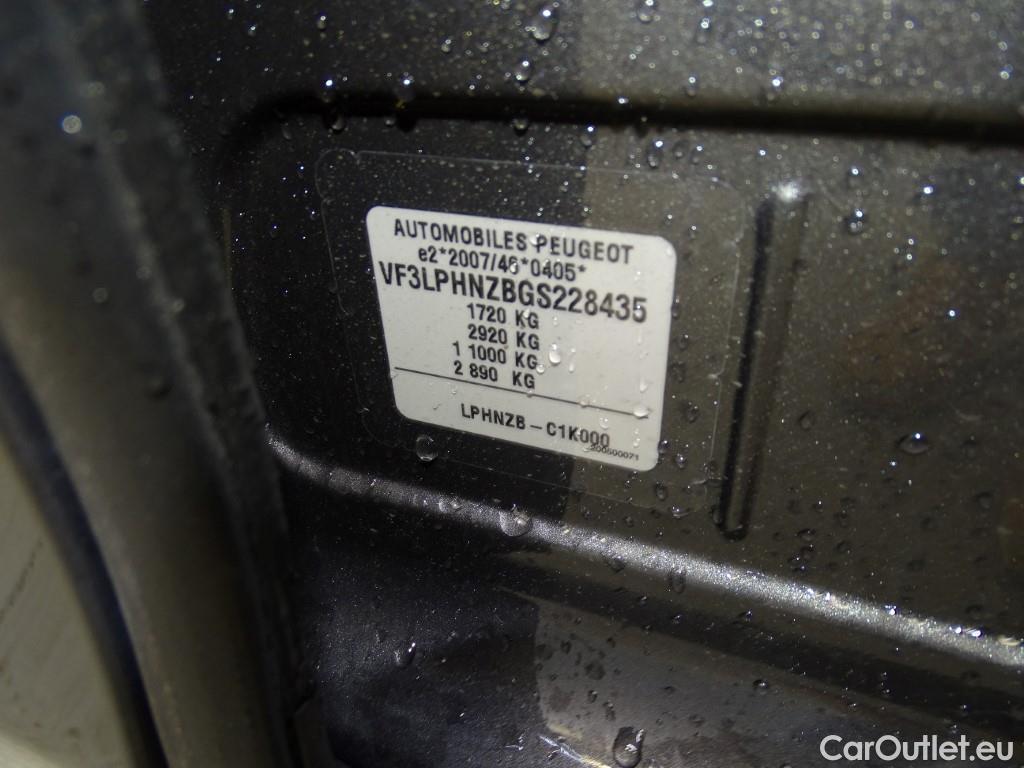 AUTOMOBILES PEUGEOT
e2*2007/46*0405*
VF3LPHNZBGS228435
1720 KG
2920 KG
1 1000 KG
2 890 KG
LPHNZB - C1K000
200500071
CarOutlet.eu